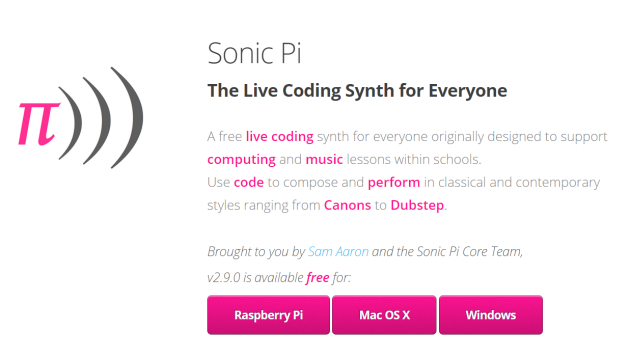 π
Sonic Pi
The Live Coding Synth for Everyone
A free live coding synth for everyone originally designed to support
computing and music lessons within schools.
Use code to compose and perform in classical and contemporary
styles ranging from Canons to Dubstep.
Brought to you by Sam Aaron and the Sonic Pi Core Team,
v2.9.0 is available free for:
Raspberry Pi
Mac OS X
Windows